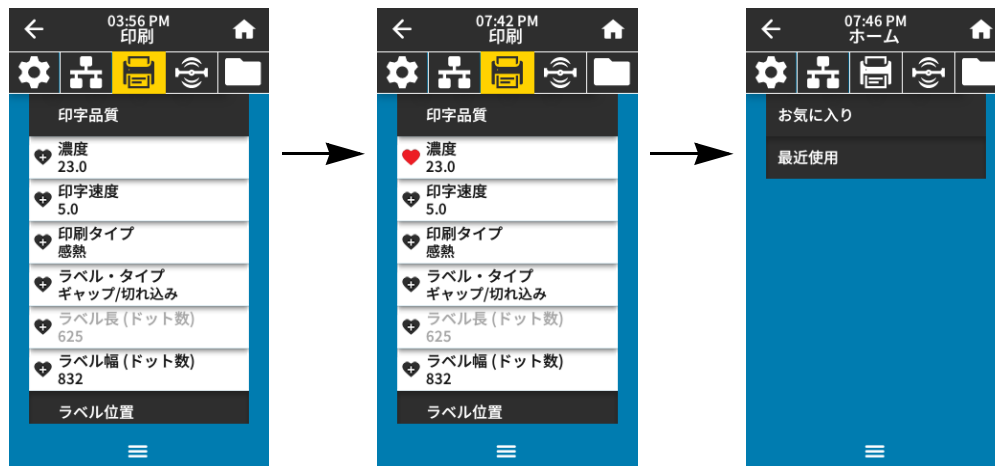 03:56 PM
印刷
印字品質
濃度
23.0
印字速度
5.0
印刷タイプ
感熱
ラベル・タイプ
ギャップ/切れ込み
ラベル長 (ドット数)
625
ラベル幅 (ドット数)
832
ラベル位置
07:42 PM
印刷
印字品質
濃度
23.0
印字速度
5.0
印刷タイプ
感熱
ラベル・タイプ
ギャップ/切れ込み
ラベル長 (ドット数)
625
ラベル幅 (ドット数)
832
ラベル位置
07:46 PM
ホーム
お気に入り
最近使用